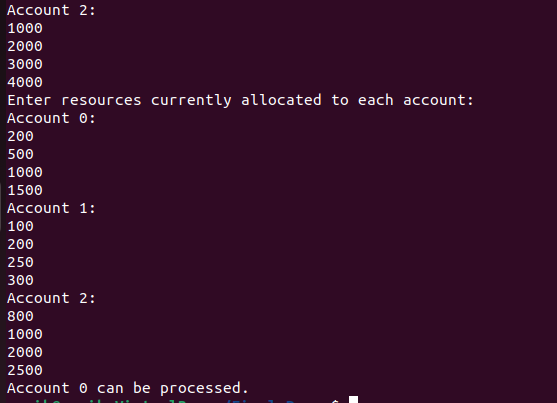 Account 2:
1000
2000
3000
4000
Enter resources currently allocated to each account:
Account 0:
200
500
1000
1500
Account 1:
100
200
250
300
Account 2:
800
1000
2000
2500
Account 0 can be processed.
$